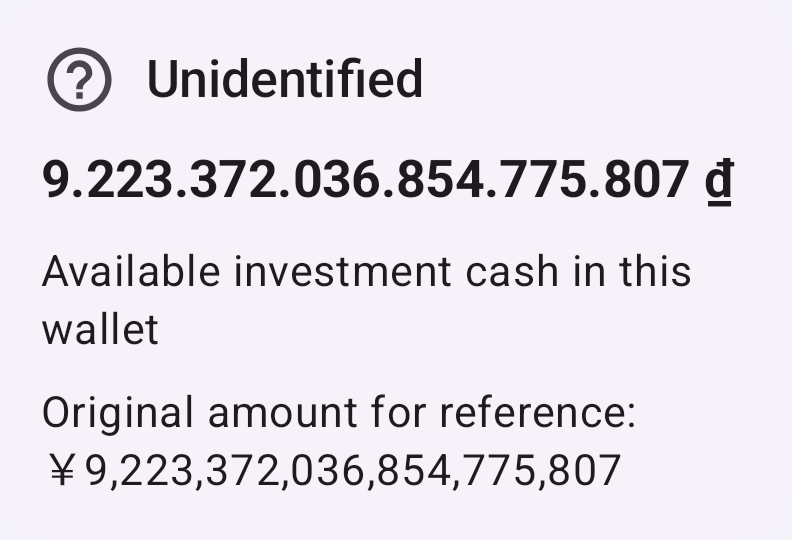 Unidentified
9.223.372.036.854.775.807 ₫
Available investment cash in this
wallet
Original amount for reference:
￥9,223,372,036,854,775,807